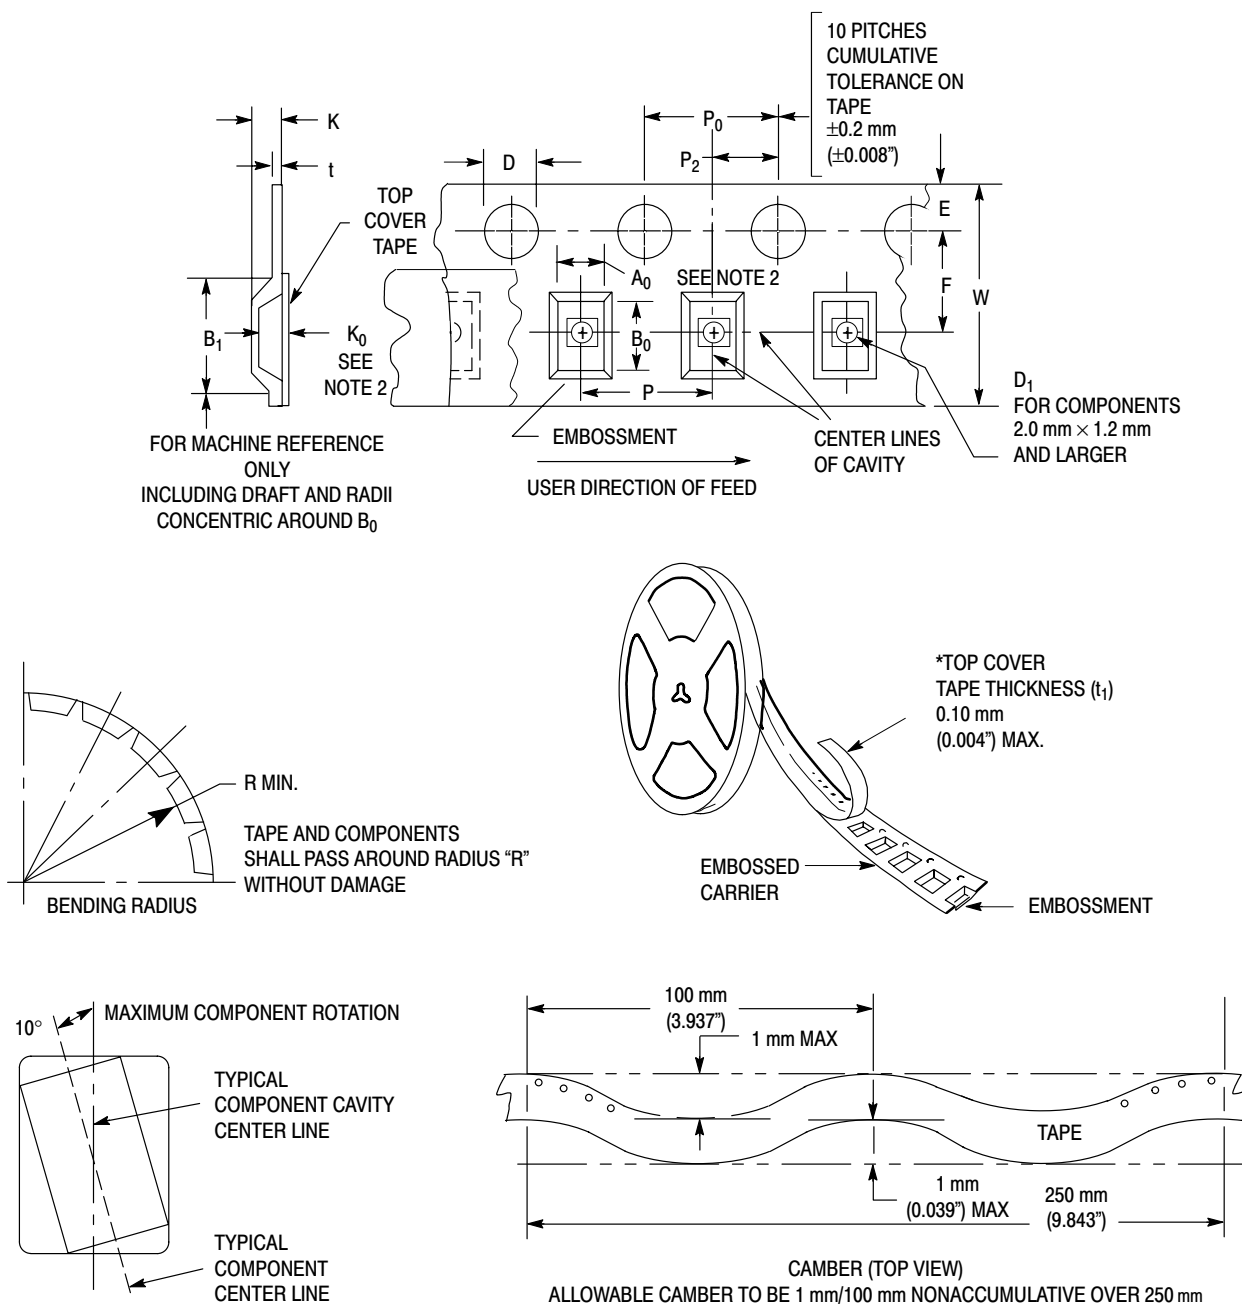 10 PITCHES
CUMULATIVE
TOLERANCE ON
TAPE
±0.2 mm
(±0.008”)
K
P0
t
D
P2
TOP
COVER
TAPE
E
A0
SEE NOTE 2
F
W
B1
K0
SEE
NOTE 2
B0
P
D1
FOR COMPONENTS
2.0 mm × 1.2 mm
AND LARGER
FOR MACHINE REFERENCE
ONLY
INCLUDING DRAFT AND RADII
CONCENTRIC AROUND B0
EMBOSSMENT
CENTER LINES
OF CAVITY
USER DIRECTION OF FEED
*TOP COVER
TAPE THICKNESS (t1)
0.10 mm
(0.004”) MAX.
R MIN.
TAPE AND COMPONENTS
SHALL PASS AROUND RADIUS “R”
WITHOUT DAMAGE
BENDING RADIUS
EMBOSSED
CARRIER
EMBOSSMENT
10°
MAXIMUM COMPONENT ROTATION
TYPICAL
COMPONENT CAVITY
CENTER LINE
TYPICAL
COMPONENT
CENTER LINE
100 mm
(3.937”)
1 mm MAX
TAPE
1 mm
(0.039”) MAX
250 mm
(9.843”)
CAMBER (TOP VIEW)
ALLOWABLE CAMBER TO BE 1 mm/100 mm NONACCUMULATIVE OVER 250 mm